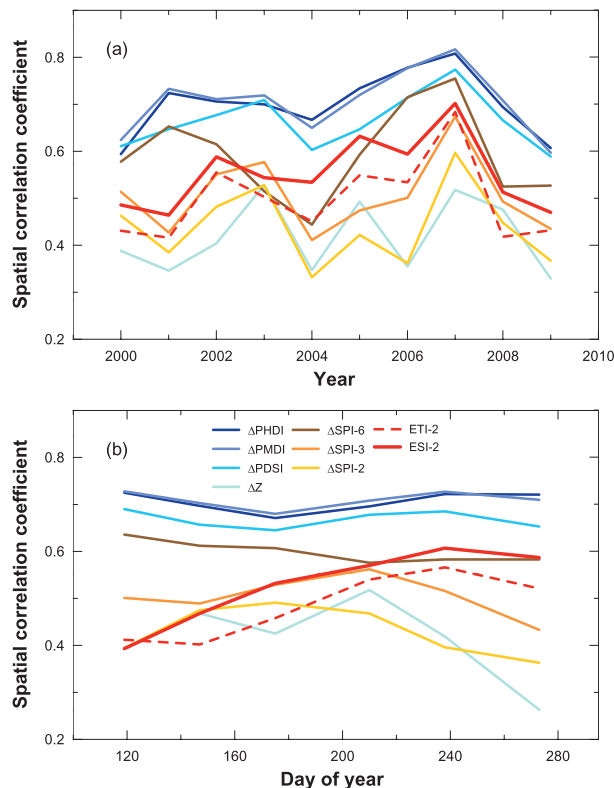 (a)
Spatial correlation coefficient
0.8
0.6
0.4
0.2
2000 2002 2004 2006 2008 2010
Year
(b)
Spatial correlation coefficient
0.8
0.6
0.4
0.2
ΔPHDI ΔSPI-6 ETI-2
ΔPMDI ΔSPI-3 ESI-2
ΔPDSI ΔSPI-2
ΔZ
120 160 200 240 280
Day of year